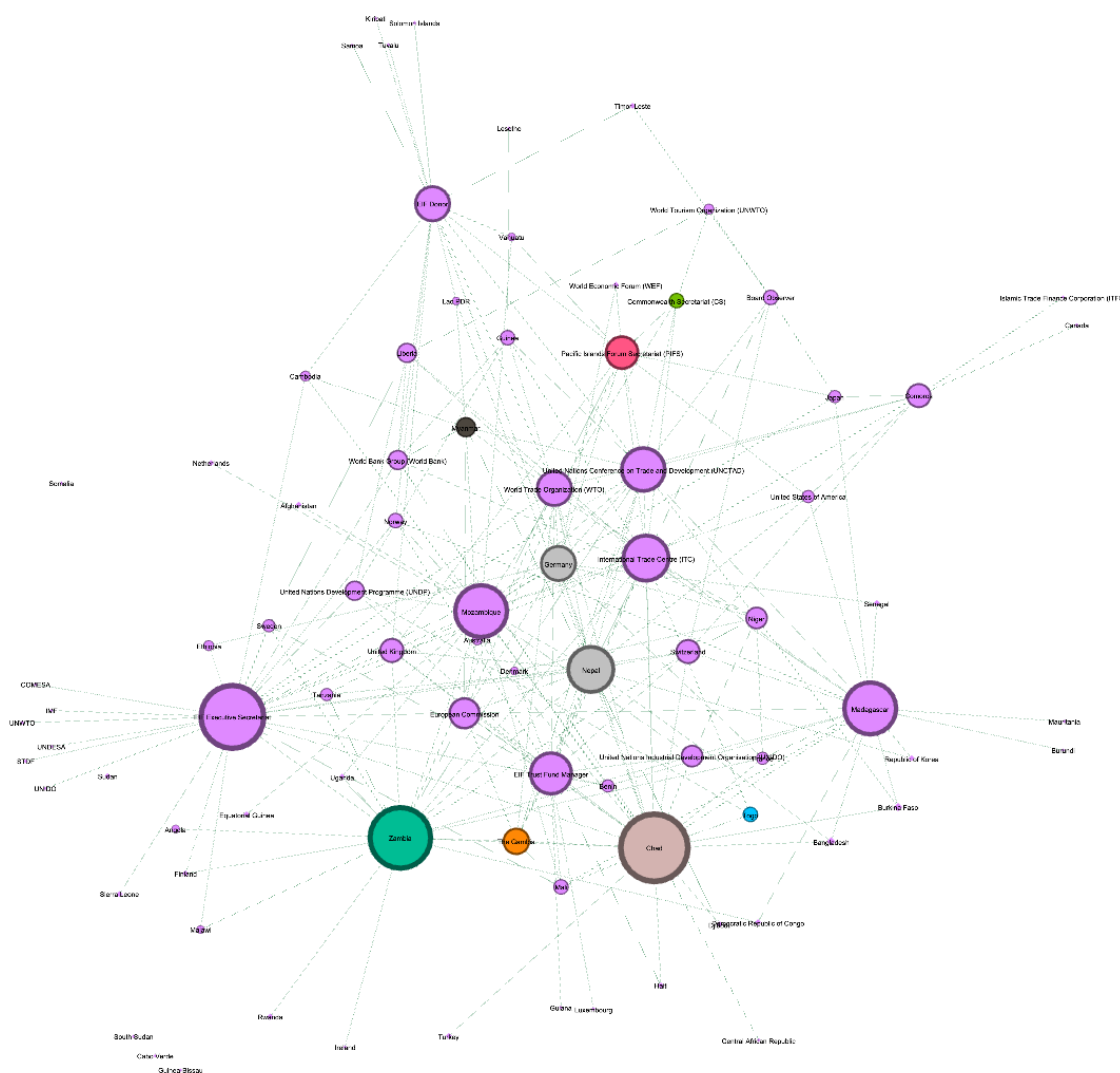 Kiribati
Solomon Islands
Samoa
Tuvalu
Timor-Leste
Lesotho
EIF Donor
World Tourism Organization (UNWTO)
Vanuatu
World Economic Forum (WEF)
Lao PDR
Commonwealth Secretariat (CS)
Board Observer
Islamic Trade Finance Corporation (ITF
Canada
Guinea
Liberia
Pacific Islands Forum Secretariat (PIFS)
Cambodia
Japan
Comoros
Myanmar
Netherlands
World Bank Group (World Bank)
United Nations Conference on Trade and Development (UNCTAD)
Somalia
World Trade Organization (WTO)
United States of America
Afghanistan
Norway
Germany
International Trade Centre (ITC)
United Nations Development Programme (UNDP)
Senegal
Mozambique
Niger
Sweden
Ethiopia
Australia
United Kingdom
Switzerland
Denmark
Nepal
COMESA
Tanzania
IMF
European Commission
EIF Executive Secretariat
Madagascar
UNWTO
Mauritania
UNDESA
Burundi
STDF
United Nations Industrial Development Organisation (UNIDO)
Republic of Korea
Sudan
Uganda
EIF Trust Fund Manager
UNIDO
Benin
Burkina Faso
Equatorial Guinea
Togo
Angola
Zambia
The Gambia
Chad
Bangladesh
Finland
Mali
Sierra Leone
Democratic Republic of Congo
Malawi
Haiti
Guiana
Luxembourg
Rwanda
Turkey
South Sudan
Ireland
Central African Republic
Cabo Verde
Guinea-Bissau